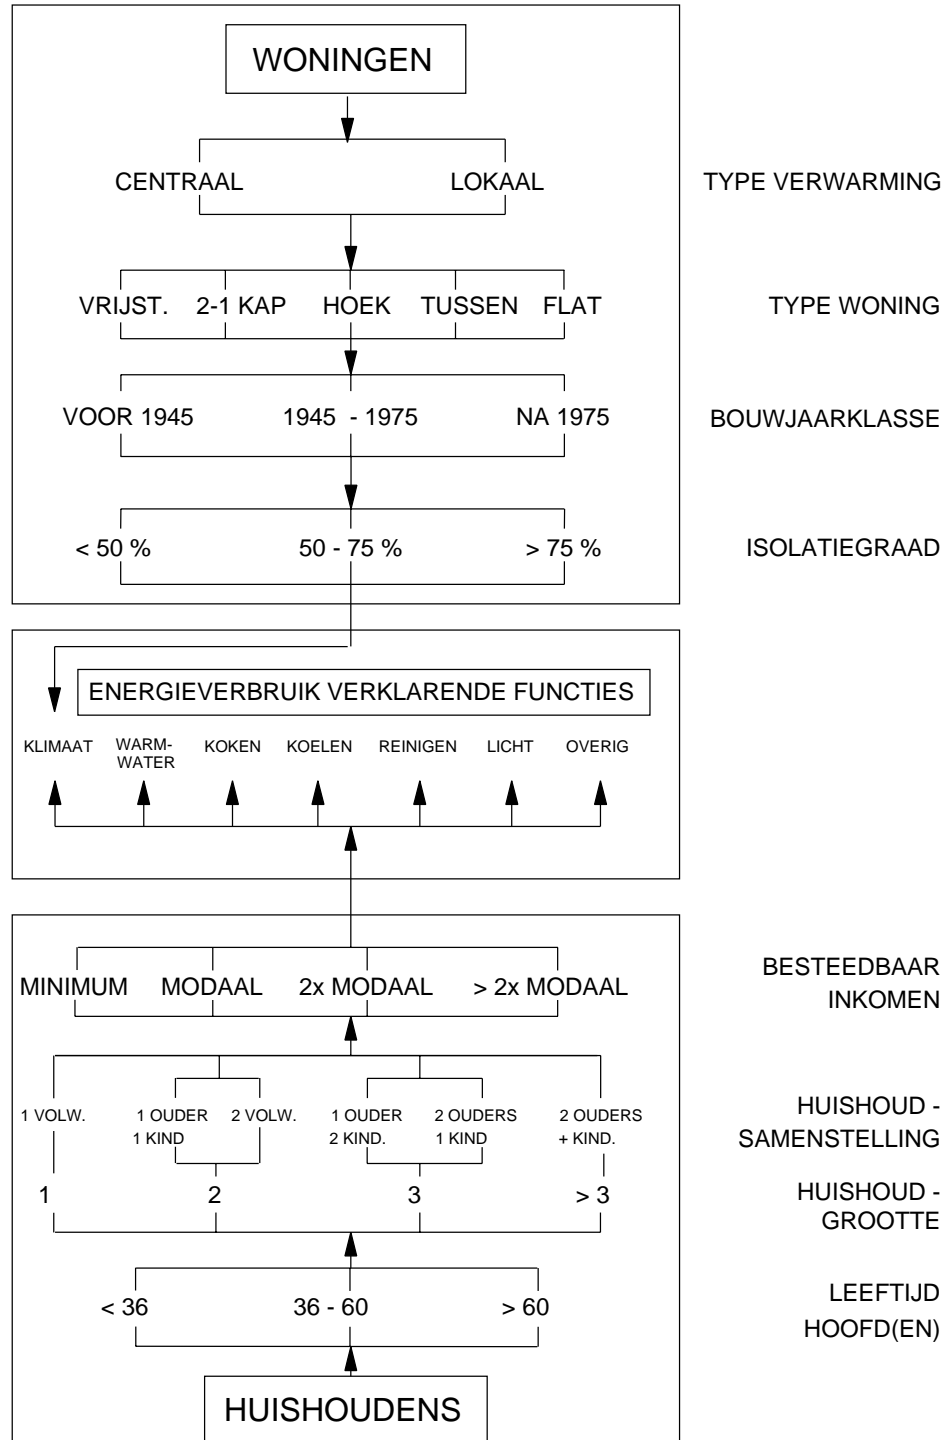 WONINGEN
CENTRAAL LOKAAL TYPE VERWARMING
VRIJST. 2-1 KAP HOEK TUSSEN FLAT TYPE WONING
VOOR 1945 1945 - 1975 NA 1975 BOUWJAARKLASSE
< 50 % 50 - 75 % > 75 % ISOLATIEGRAAD
ENERGIEVERBRUIK VERKLARENDE FUNCTIES
KLIMAAT WARM- KOKEN KOELEN REINIGEN LICHT OVERIG
WATER
BESTEEDBAAR
MINIMUM MODAAL 2x MODAAL > 2x MODAAL INKOMEN
1 VOLW. 1 OUDER 2 VOLW. 1 OUDER 2 OUDERS 2 OUDERS HUISHOUD -
1 KIND 2 KIND. 1 KIND + KIND. SAMENSTELLING
1 2 3 > 3 HUISHOUD -
GROOTTE
< 36 36 - 60 > 60 LEEFTIJD
HOOFD(EN)
HUISHOUDENS